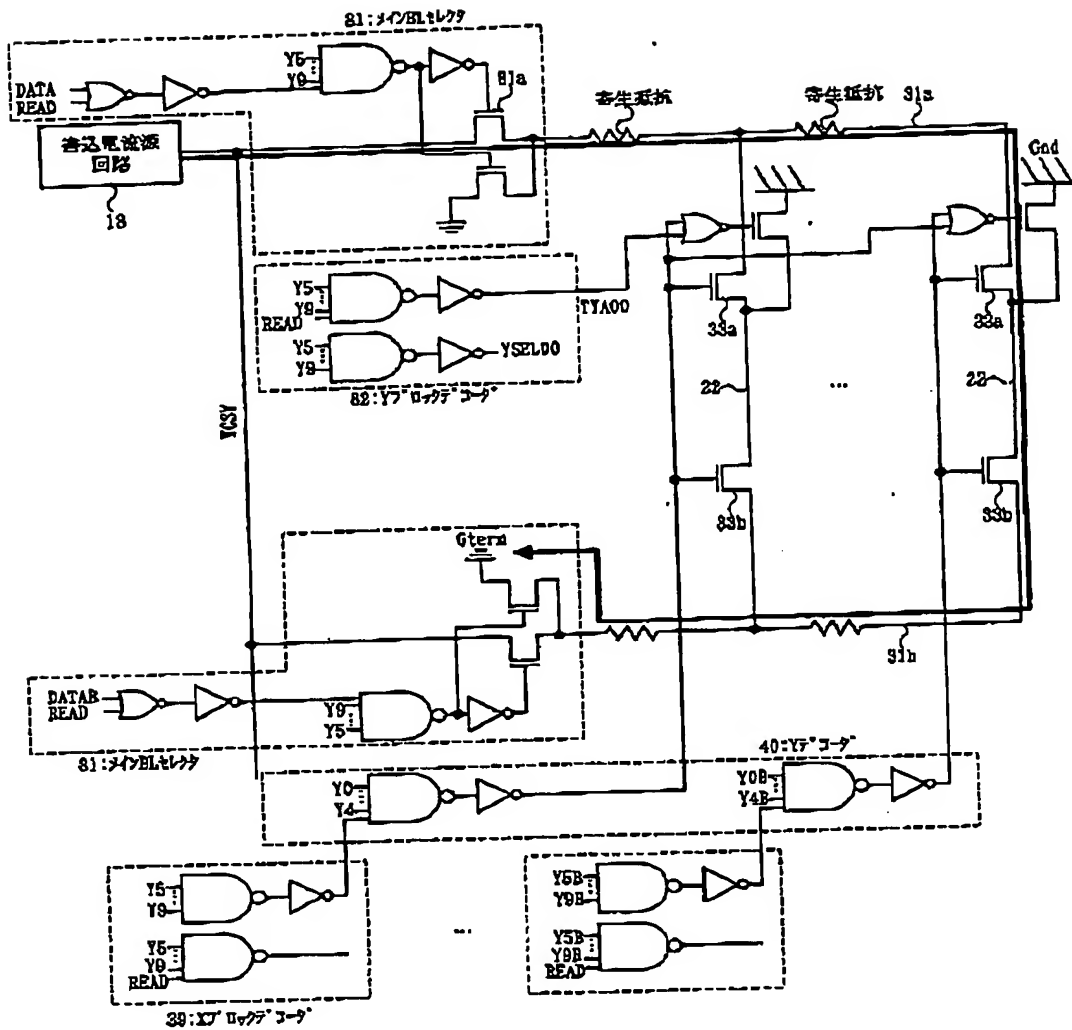 81:メインBLセレクタ
Y5
Y9
DATA
READ
81a
書込電流源
回路
18
寄生抵抗
寄生抵抗
31a
Gnd
Y5
Y9
READ
TYA00
Y5
Y9
YSEL00
82:Yブロックデコーダ
33a
33a
22
...
22
YCSY
33b
33b
Gterm
31b
DATAB
READ
Y9
Y5
81:メインBLセレクタ
40:Yデコーダ
Y0
Y4
Y0B
Y4B
Y5
Y9
Y5
Y9
READ
...
Y5B
Y9B
Y5B
Y9B
READ
39:Xブロックデコーダ